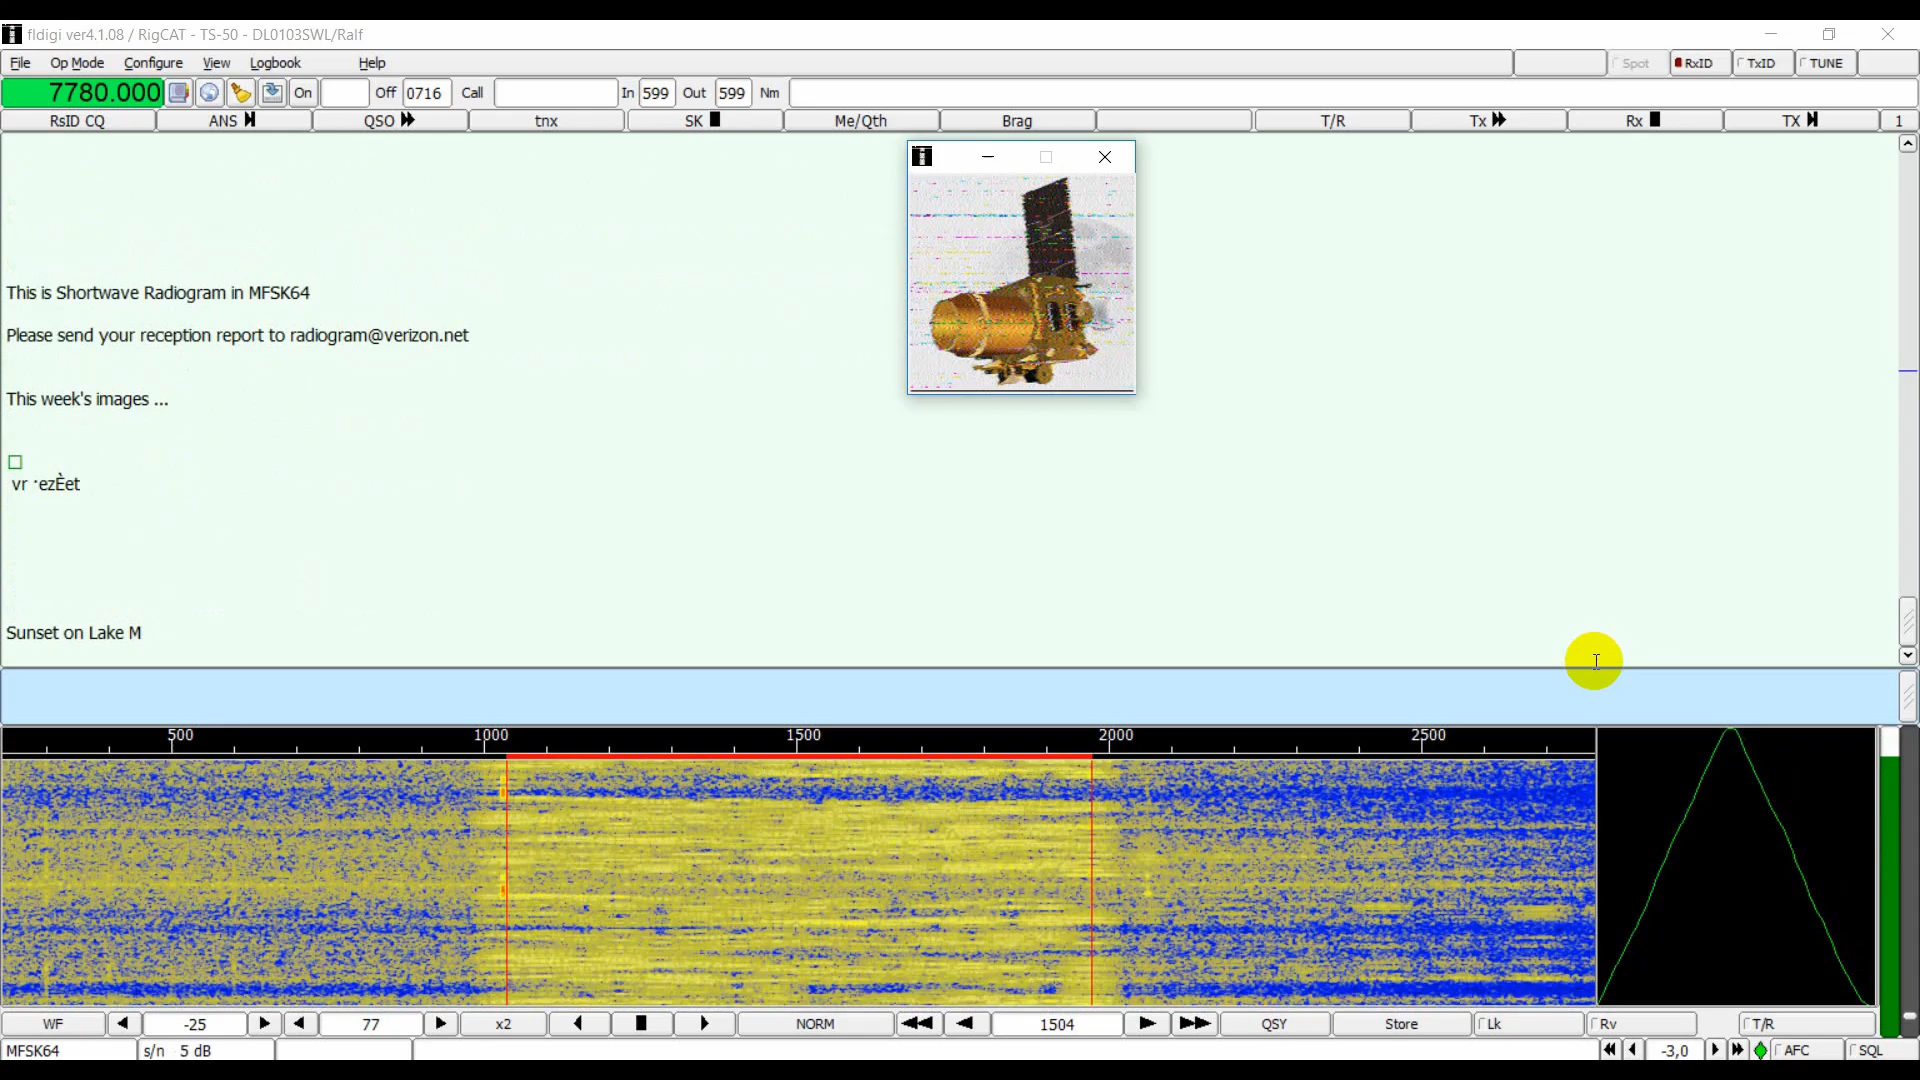 fldigi ver4.1.08 / RigCAT - TS-50 - DL0103SWL/Ralf
File Op Mode Configure View Logbook Help Spot RxID TxID TUNE
7780.000 On Off 0716 Call In 599 Out 599 Nm
RsID CQ ANS QSO tnx SK Me/Qth Brag T/R Tx Rx TX 1
This is Shortwave Radiogram in MFSK64
Please send your reception report to radiogram@verizon.net
This week's images ...
vr ·ezÈet
Sunset on Lake M
500 1000 1500 2000 2500
WF -25 77 x2 NORM 1504 QSY Store Lk Rv T/R
MFSK64 s/n 5 dB -3,0 AFC SQL